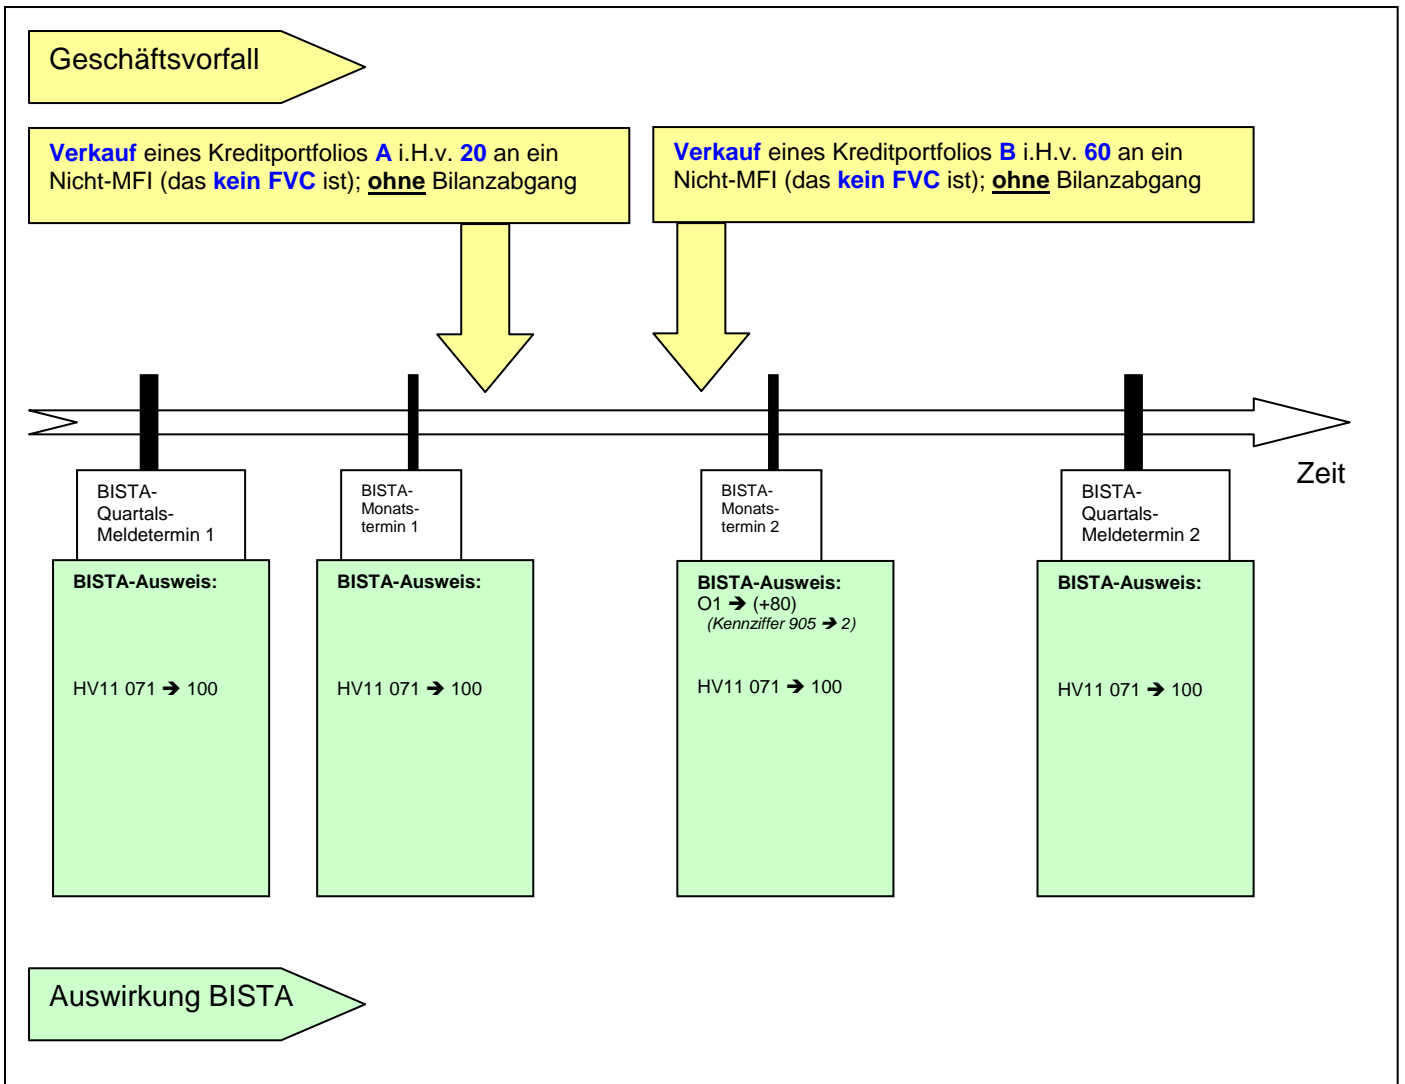 Geschäftsvorfall
Verkauf eines Kreditportfolios A i.H.v. 20 an ein
Nicht-MFI (das kein FVC ist); ohne Bilanzabgang
Verkauf eines Kreditportfolios B i.H.v. 60 an ein
Nicht-MFI (das kein FVC ist); ohne Bilanzabgang
Zeit
BISTA-
Quartals-
Meldetermin 1
BISTA-
Monats-
termin 1
BISTA-
Monats-
termin 2
BISTA-
Quartals-
Meldetermin 2
BISTA-Ausweis:
HV11 071 ➔ 100
BISTA-Ausweis:
HV11 071 ➔ 100
BISTA-Ausweis:
O1 ➔ (+80)
(Kennziffer 905 ➔ 2)
HV11 071 ➔ 100
BISTA-Ausweis:
HV11 071 ➔ 100
Auswirkung BISTA